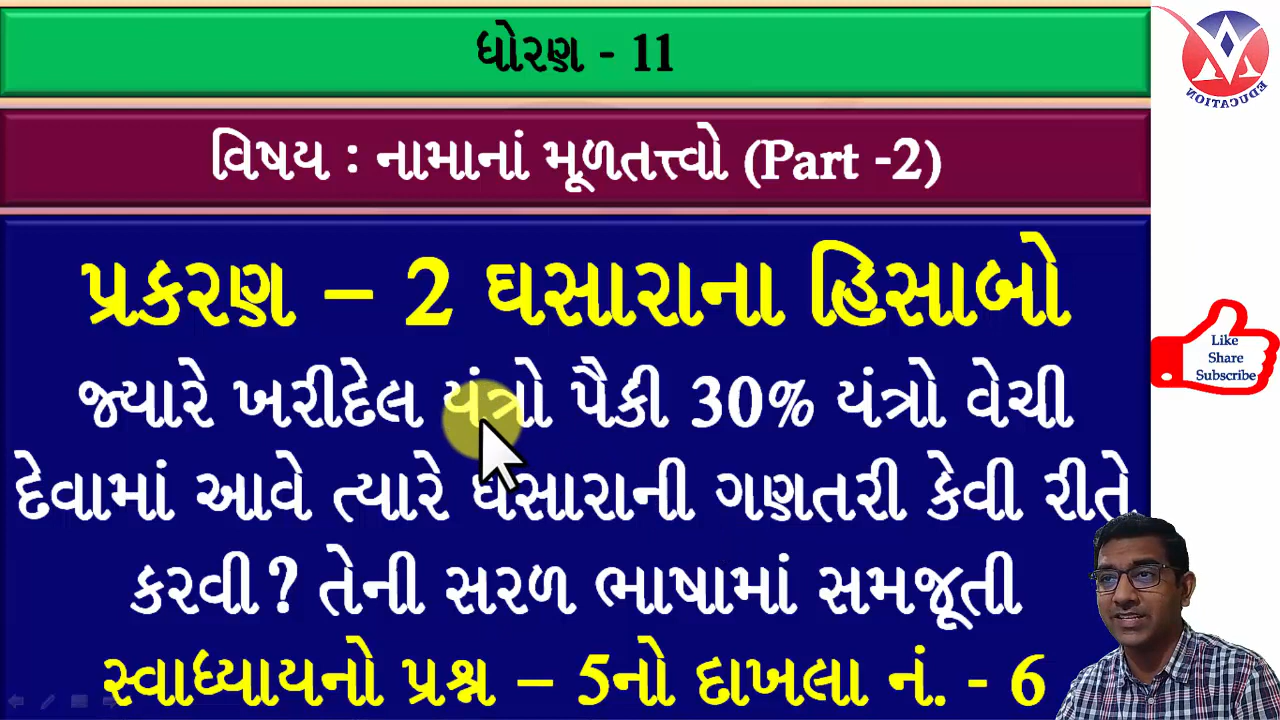 ધોરણ - 11
વિષય : નામાનાં મૂળતત્ત્વો (Part -2)
પ્રકરણ – 2 ઘસારાના હિસાબો
જ્યારે ખરીદેલ યંત્રો પૈકી 30% યંત્રો વેચી
દેવામાં આવે ત્યારે ઘસારાની ગણતરી કેવી રીતે
કરવી? તેની સરળ ભાષામાં સમજૂતી
સ્વાધ્યાયનો પ્રશ્ન – 5નો દાખલા નં. - 6
EDUCATION
Like
Share
Subscribe